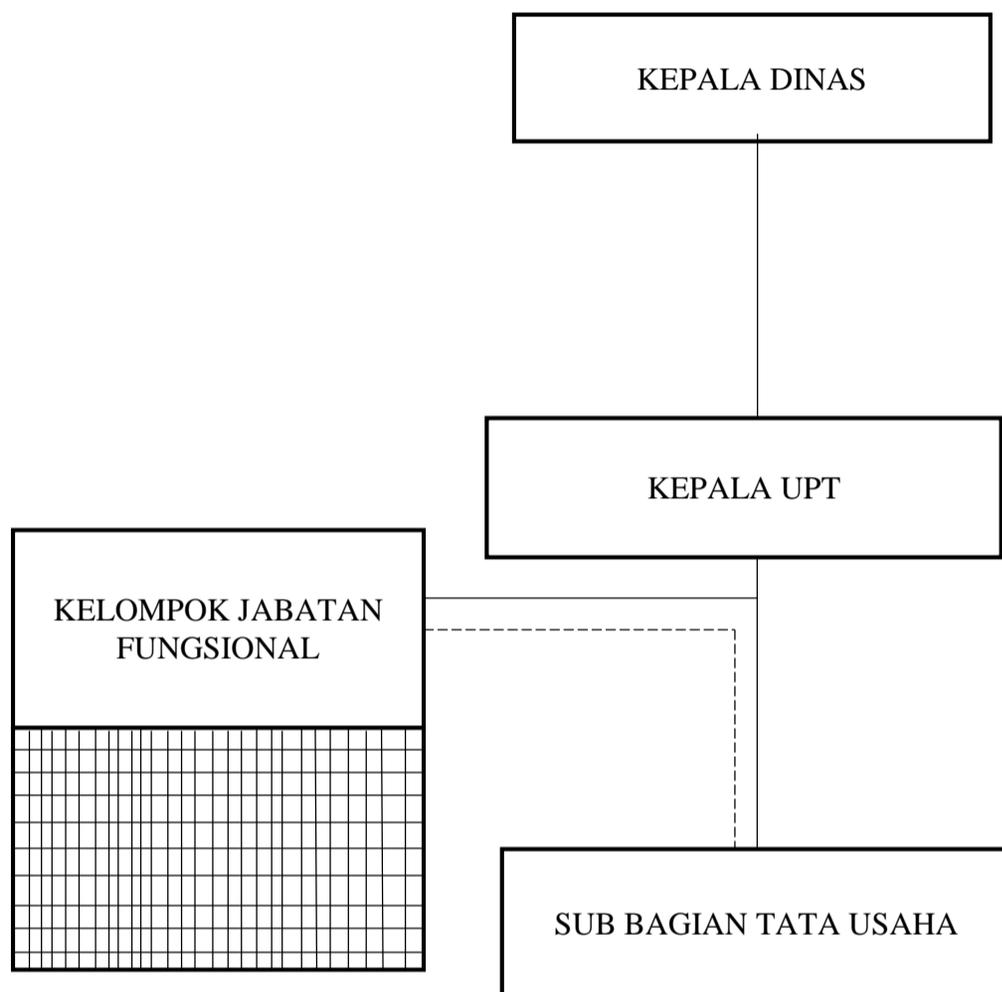 KEPALA DINAS
KEPALA UPT
KELOMPOK JABATAN
FUNGSIONAL
SUB BAGIAN TATA USAHA